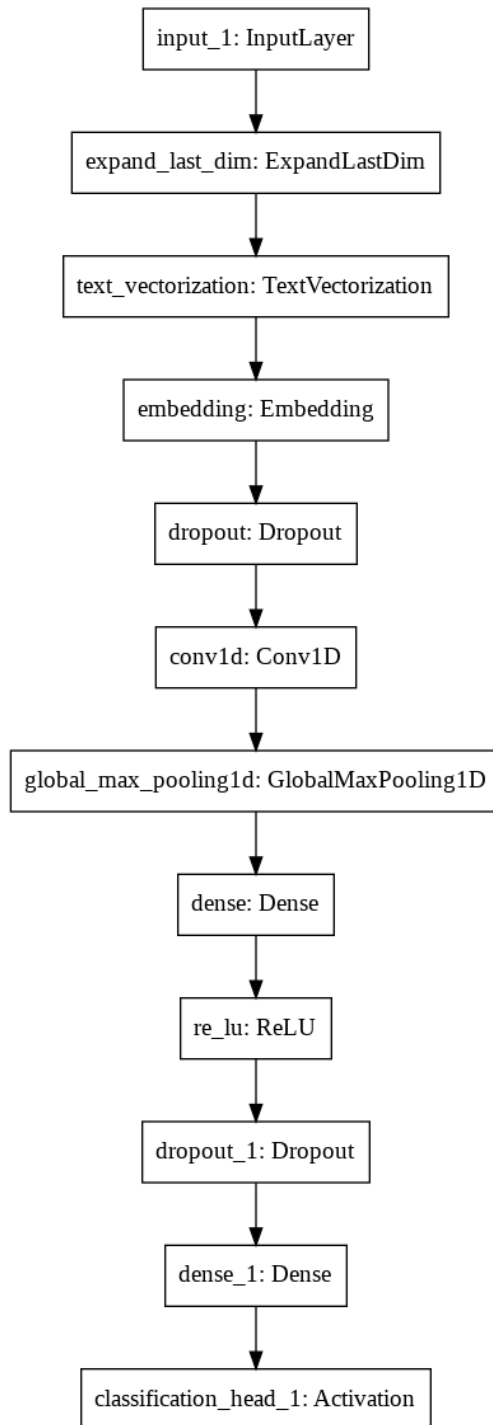 input_1: InputLayer
expand_last_dim: ExpandLastDim
text_vectorization: TextVectorization
embedding: Embedding
dropout: Dropout
conv1d: Conv1D
global_max_pooling1d: GlobalMaxPooling1D
dense: Dense
re_lu: ReLU
dropout_1: Dropout
dense_1: Dense
classification_head_1: Activation